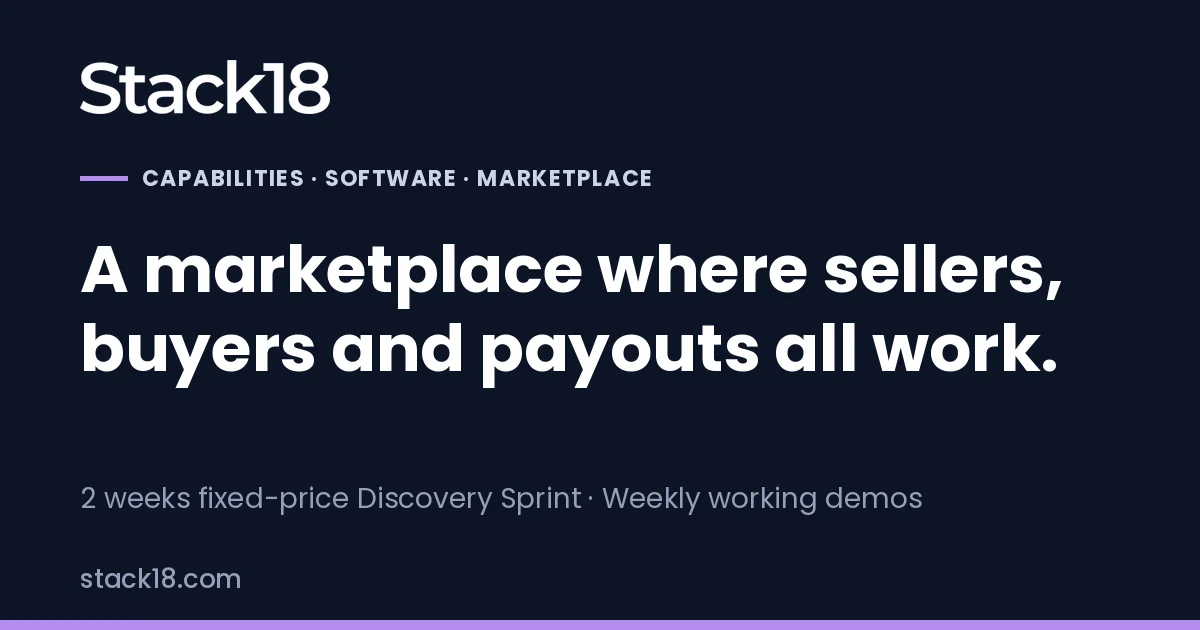 Stack18
CAPABILITIES · SOFTWARE · MARKETPLACE
A marketplace where sellers,
buyers and payouts all work.
2 weeks fixed-price Discovery Sprint · Weekly working demos
stack18.com